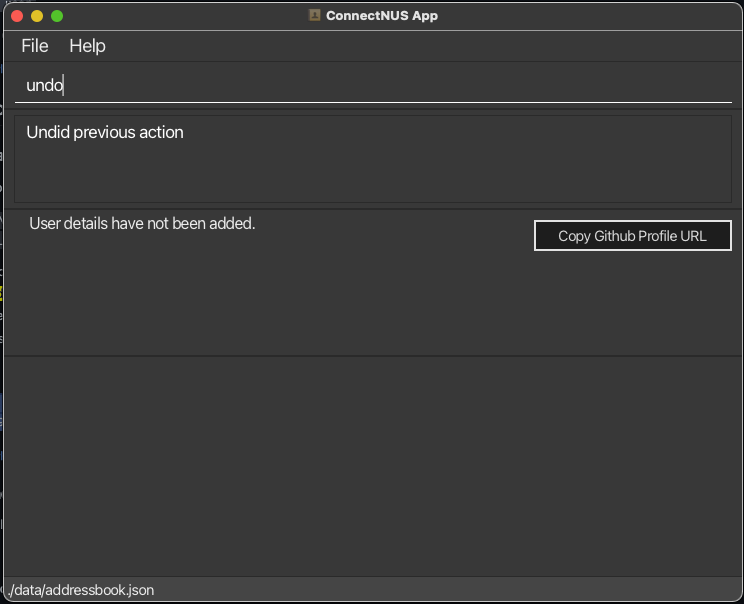 ConnectNUS App
File Help
undo
Undid previous action
User details have not been added.
Copy Github Profile URL
./data/addressbook.json